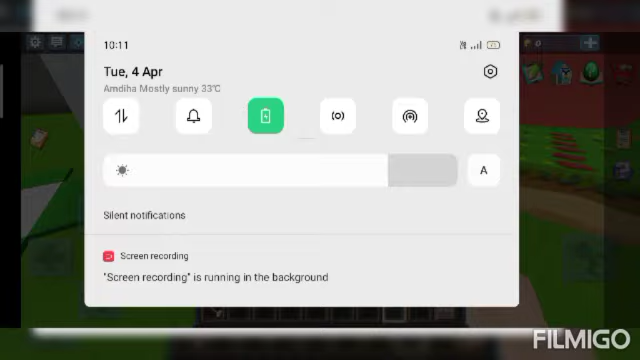 10:11
Tue, 4 Apr
Amdiha Mostly sunny 33°C
A
Silent notifications
Screen recording
"Screen recording" is running in the background
FILMIGO